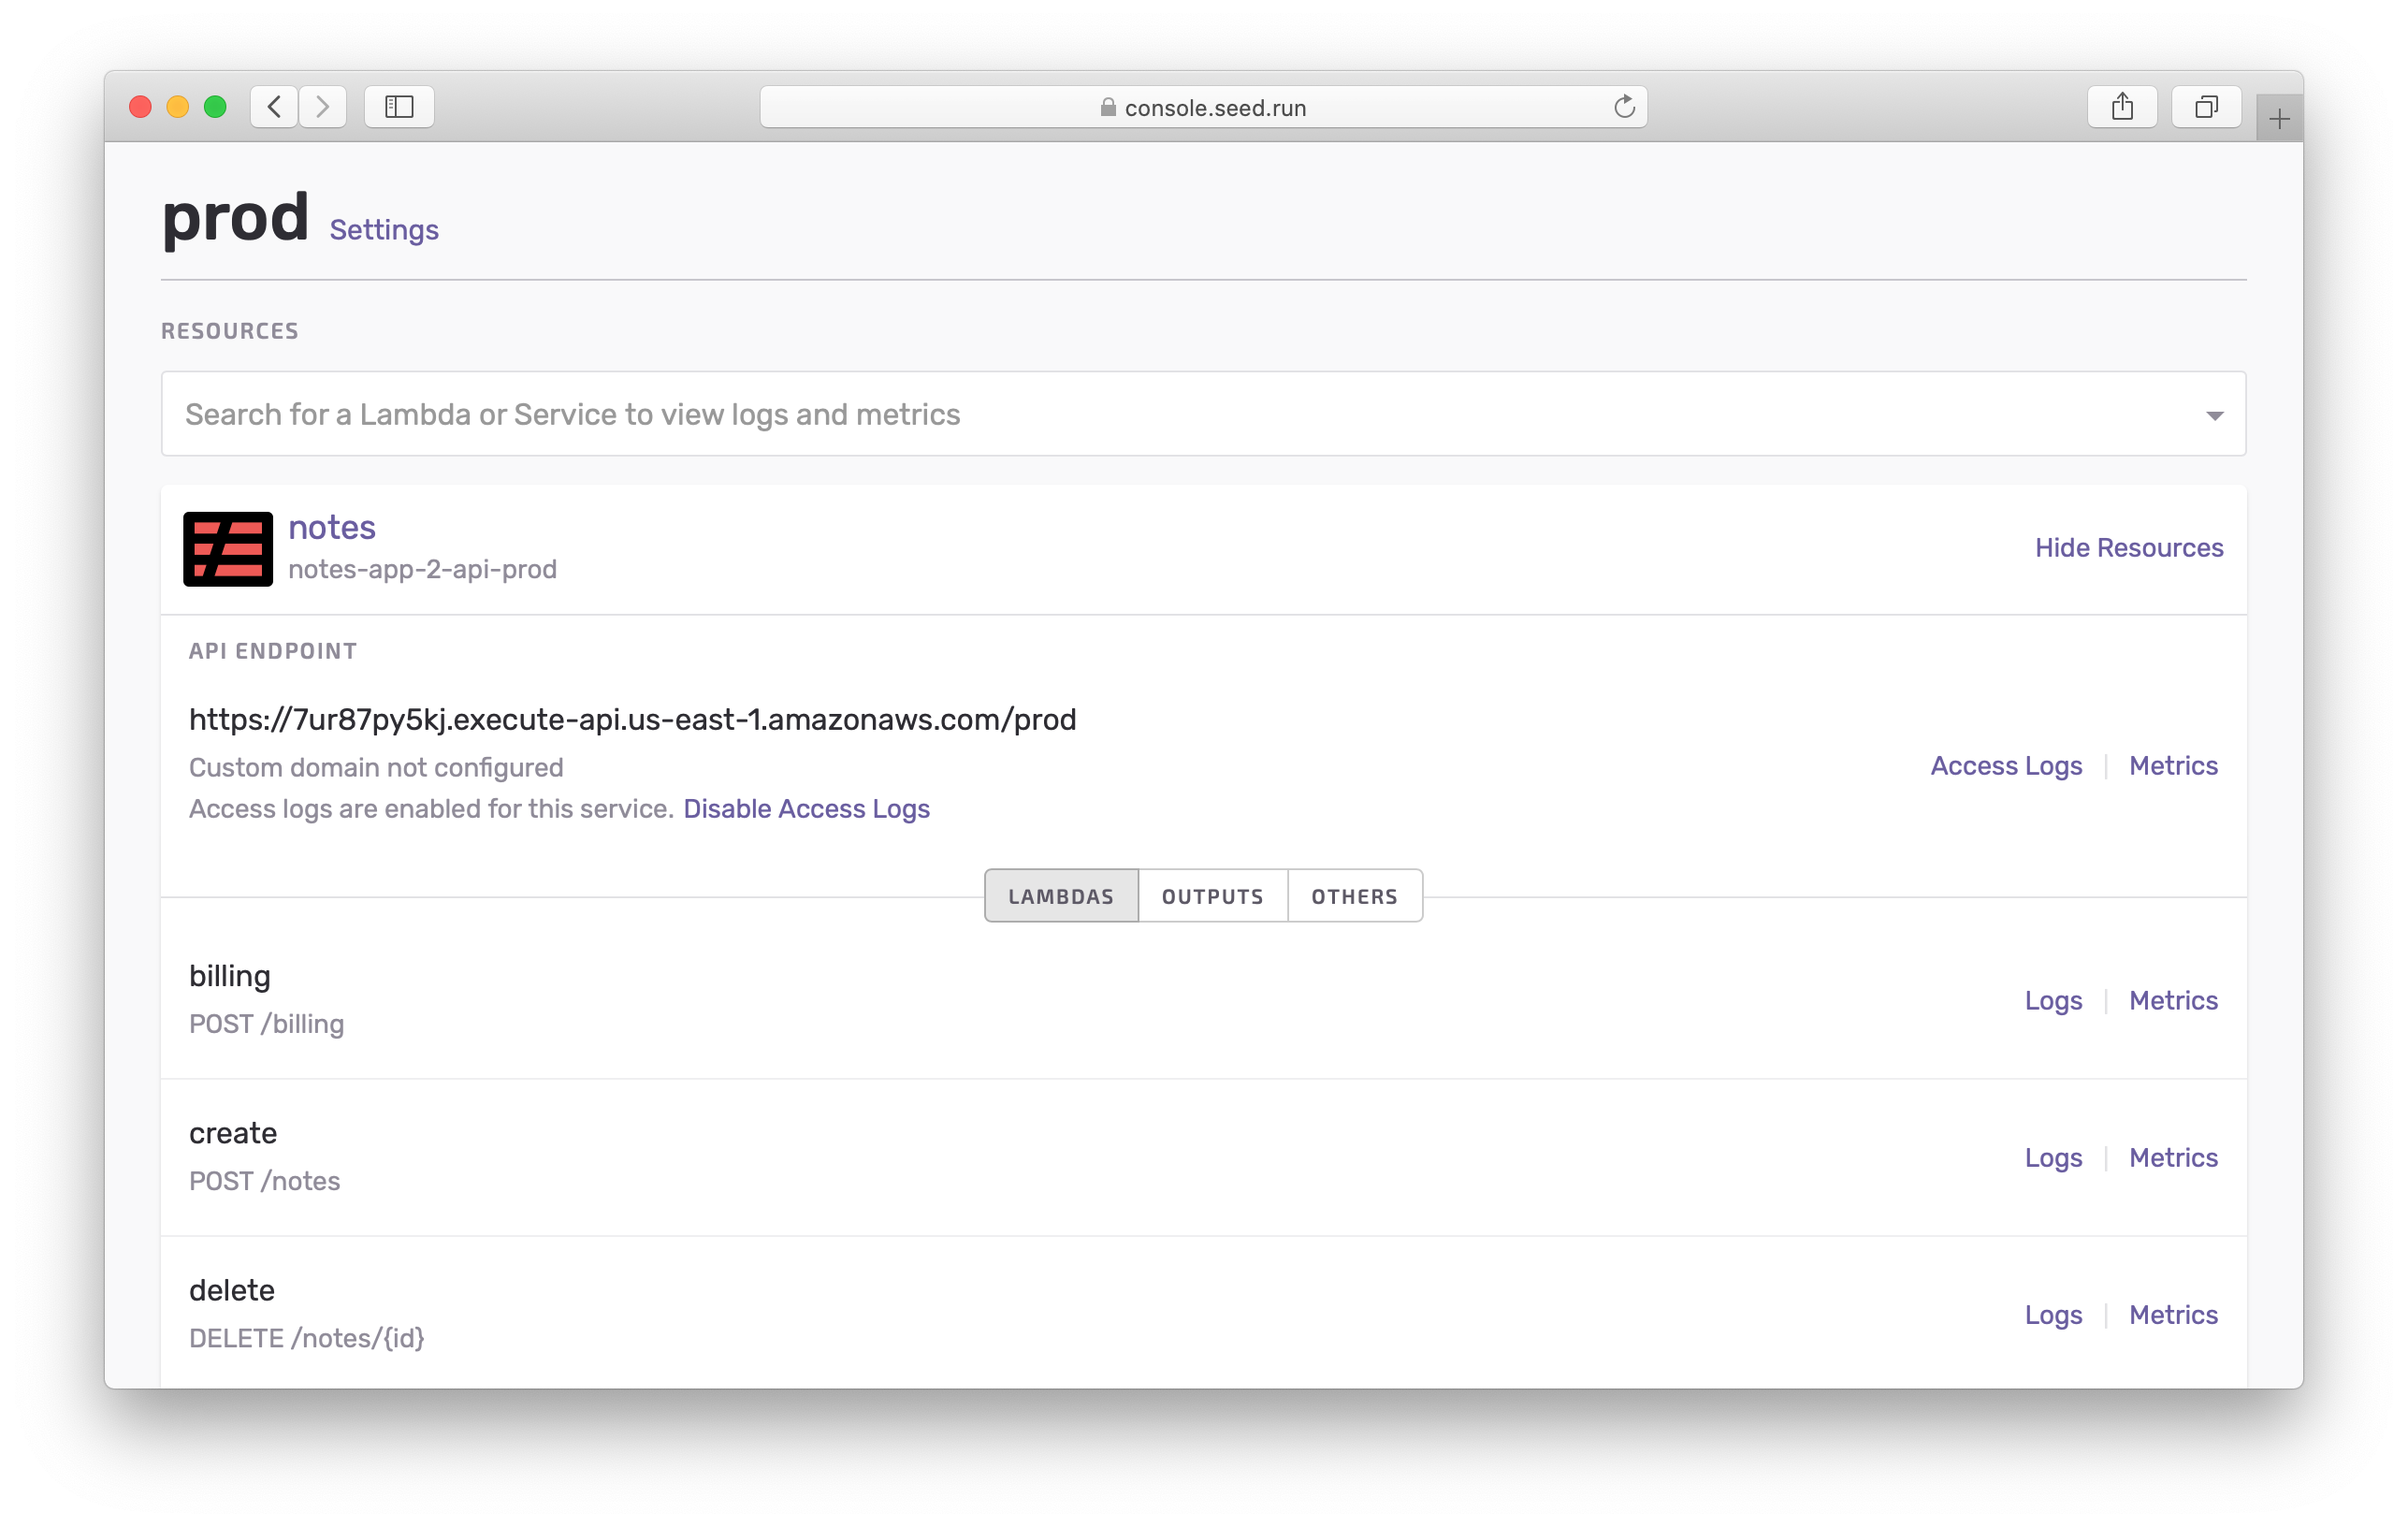 console.seed.run
prod Settings
RESOURCES
Search for a Lambda or Service to view logs and metrics
notes
notes-app-2-api-prod
Hide Resources
API ENDPOINT
https://7ur87py5kj.execute-api.us-east-1.amazonaws.com/prod
Custom domain not configured
Access logs are enabled for this service. Disable Access Logs
Access Logs | Metrics
LAMBDAS OUTPUTS OTHERS
billing
POST /billing
Logs | Metrics
create
POST /notes
Logs | Metrics
delete
DELETE /notes/{id}
Logs | Metrics